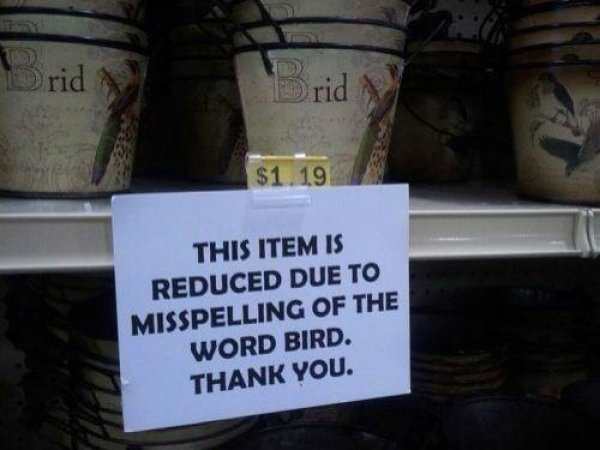 Brid
Brid
$1.19
THIS ITEM IS
REDUCED DUE TO
MISSPELLING OF THE
WORD BIRD.
THANK YOU.